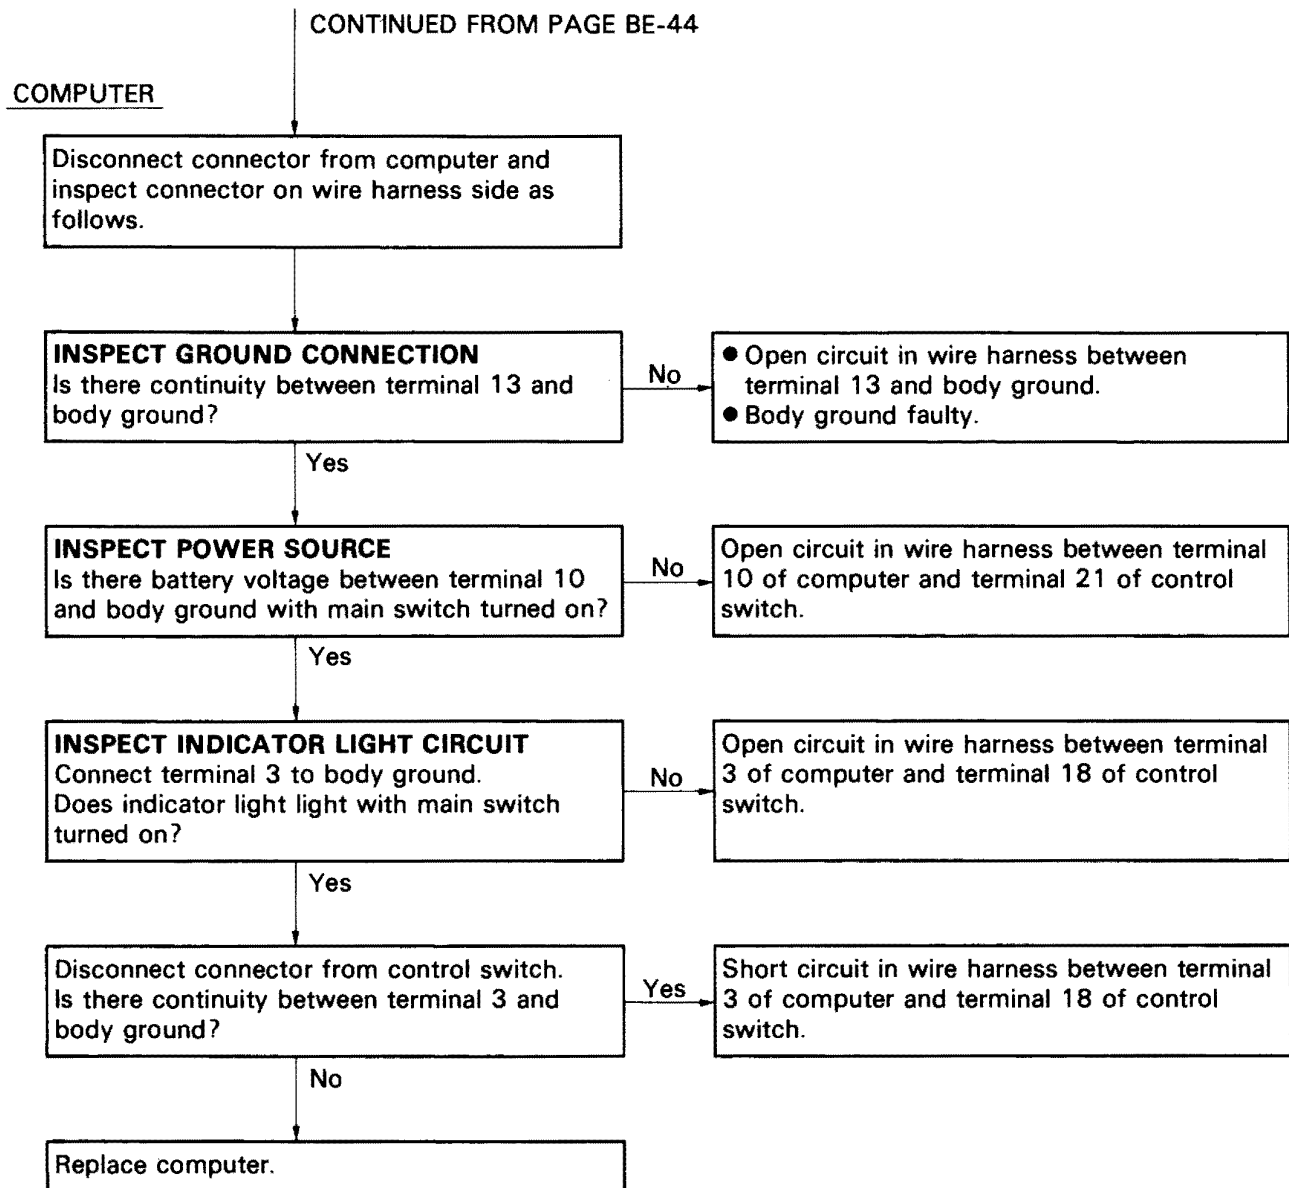 CONTINUED FROM PAGE BE-44
COMPUTER
Disconnect connector from computer and
inspect connector on wire harness side as
follows.
INSPECT GROUND CONNECTION
Is there continuity between terminal 13 and
body ground?
No
● Open circuit in wire harness between
terminal 13 and body ground.
● Body ground faulty.
Yes
INSPECT POWER SOURCE
Is there battery voltage between terminal 10
and body ground with main switch turned on?
No
Open circuit in wire harness between terminal
10 of computer and terminal 21 of control
switch.
Yes
INSPECT INDICATOR LIGHT CIRCUIT
Connect terminal 3 to body ground.
Does indicator light light with main switch
turned on?
No
Open circuit in wire harness between terminal
3 of computer and terminal 18 of control
switch.
Yes
Disconnect connector from control switch.
Is there continuity between terminal 3 and
body ground?
Yes
Short circuit in wire harness between terminal
3 of computer and terminal 18 of control
switch.
No
Replace computer.